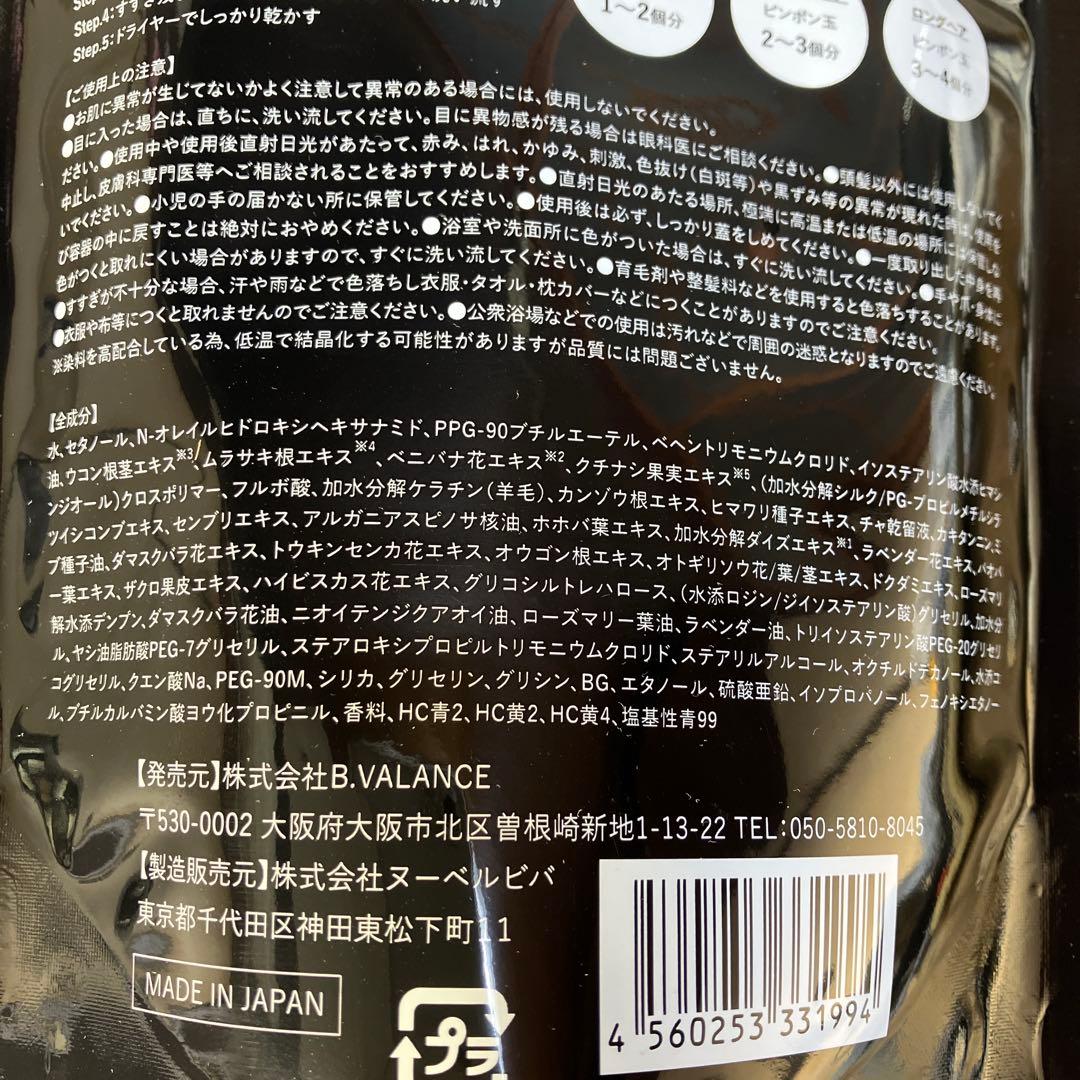 Step.5:ドライヤーでしっかり乾かす
1〜2個分
ピンポン玉
2〜3個分
ロングヘア
ピンポン玉
3〜4個分
【ご使用上の注意】
●お肌に異常が生じてないかよく注意して異常のある場合には、使用しないでください。
●目に入った場合は、直ちに、洗い流してください。目に異物感が残る場合は眼科医にご相談ください。●頭髪以外には使用しないでく
ださい。●使用中や使用後直射日光があたって、赤み、はれ、かゆみ、刺激、色抜け(白斑等)や黒ずみ等の異常が現れた時は、使用を
中止し、皮膚科専門医等へご相談されることをおすすめします。●直射日光のあたる場所、極端に高温または低温の場所には保管しな
いでください。●小児の手の届かない所に保管してください。●使用後は必ず、しっかり蓋をしめてください。●一度取り出した中身を再
び容器の中に戻すことは絶対におやめください。●浴室や洗面所に色がついた場合は、すぐに洗い流してください。●手や爪・身体に
色がつくと取れにくい場合がありますので、すぐに洗い流してください。●育毛剤や整髪料などを使用すると色落ちすることがあります。
●すすぎが不十分な場合、汗や雨などで色落ちし衣服・タオル・枕カバーなどにつくことがありますのでご注意ください。
●衣服や布等につくと取れませんのでご注意ください。●公衆浴場などでの使用は汚れなどで周囲の迷惑となりますのでご遠慮ください。
※染料を高配合している為、低温で結晶化する可能性がありますが品質には問題ございません。
【全成分】
水、セタノール、N-オレイルヒドロキシヘキサナミド、PPG-90ブチルエーテル、ベヘントリモニウムクロリド、イソステアリン酸水添ヒマシ
油、ウコン根茎エキス※3、ムラサキ根エキス※4、ベニバナ花エキス※2、クチナシ果実エキス※5、(加水分解シルク/PG-プロピルメチルシラ
ンジオール)クロスポリマー、フルボ酸、加水分解ケラチン(羊毛)、カンゾウ根エキス、ヒマワリ種子エキス、チャ乾留液、カキタンニン、ミ
ツイシコンブエキス、センブリエキス、アルガニアスピノサ核油、ホホバ葉エキス、加水分解ダイズエキス※1、ラベンダー花エキス、バオバ
ブ種子油、ダマスクバラ花エキス、トウキンセンカ花エキス、オウゴン根エキス、オトギリソウ花/葉/茎エキス、ドクダミエキス、ローズマリ
ー葉エキス、ザクロ果皮エキス、ハイビスカス花エキス、グリコシルトレハロース、(水添ロジン/ジイソステアリン酸)グリセリル、加水分
解水添デンプン、ダマスクバラ花油、ニオイテンジクアオイ油、ローズマリー葉油、ラベンダー油、トリイソステアリン酸PEG-20グリセリ
ル、ヤシ油脂肪酸PEG-7グリセリル、ステアロキシプロピルトリモニウムクロリド、ステアリルアルコール、オクチルドデカノール、水添コ
コグリセリル、クエン酸Na、PEG-90M、シリカ、グリセリン、グリシン、BG、エタノール、硫酸亜鉛、イソプロパノール、フェノキシエタノー
ル、ブチルカルバミン酸ヨウ化プロピニル、香料、HC青2、HC黄2、HC黄4、塩基性青99
【発売元】株式会社B.VALANCE
〒530-0002 大阪府大阪市北区曽根崎新地1-13-22 TEL:050-5810-8045
【製造販売元】株式会社ヌーベルビバ
東京都千代田区神田東松下町11
MADE IN JAPAN
プラ
4 560253 331994